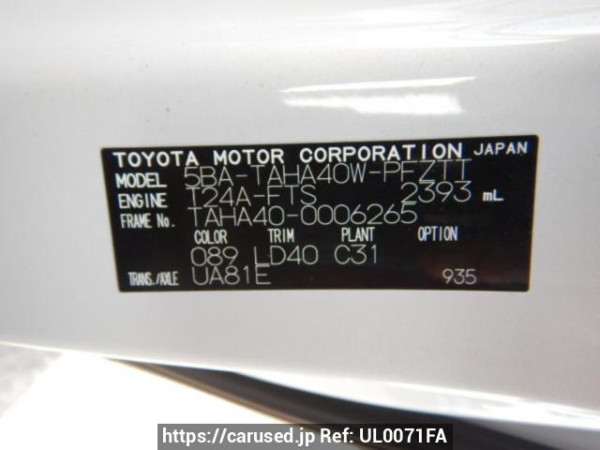 TOYOTA MOTOR CORPORATION JAPAN
MODEL 5BA-TAHA40W-PFZTT
ENGINE T24A-FTS 2393 mL
FRAME No. TAHA40-0006265
COLOR TRIM PLANT OPTION
089 LD40 C31
TRANS./AXLE UA81E 935
https://carused.jp Ref: UL0071FA